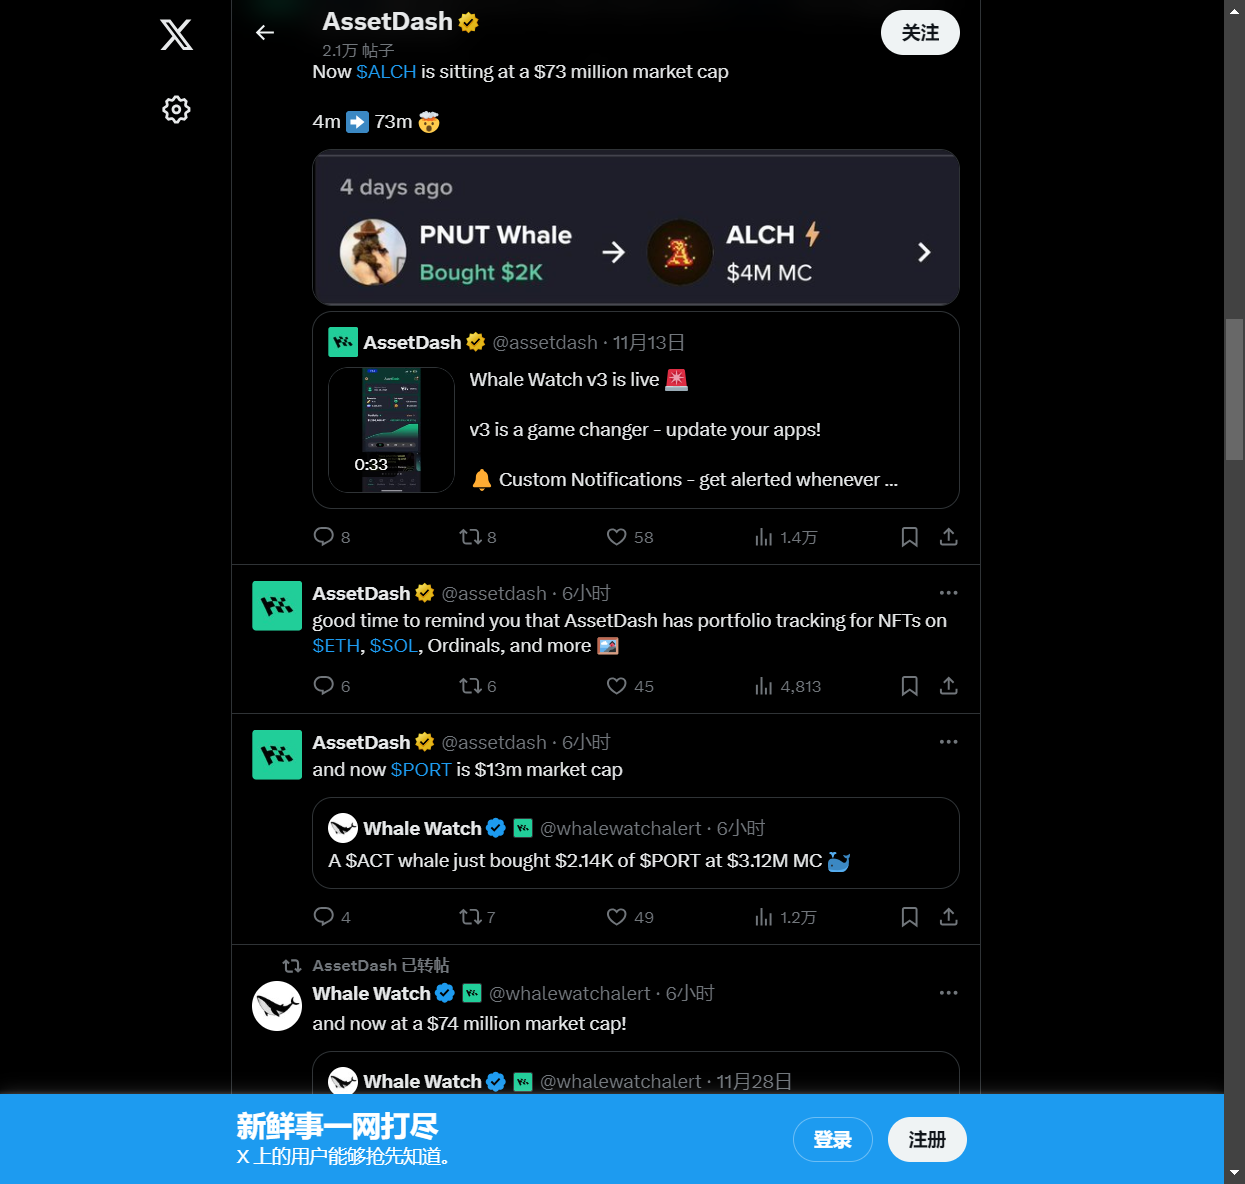 AssetDash
2.1万 帖子
关注
Now $ALCH is sitting at a $73 million market cap
4m ➡️ 73m 🤯
4 days ago
PNUT Whale
Bought $2K
ALCH⚡
$4M MC
AssetDash @assetdash · 11月13日
Whale Watch v3 is live 🚨
v3 is a game changer - update your apps!
🔔 Custom Notifications - get alerted whenever ...
0:33
8 8 58 1.4万
AssetDash @assetdash · 6小时
good time to remind you that AssetDash has portfolio tracking for NFTs on
$ETH, $SOL, Ordinals, and more 🖼️
6 6 45 4,813
AssetDash @assetdash · 6小时
and now $PORT is $13m market cap
Whale Watch @whalewatchalert · 6小时
A $ACT whale just bought $2.14K of $PORT at $3.12M MC 🐳
4 7 49 1.2万
AssetDash 已转帖
Whale Watch @whalewatchalert · 6小时
and now at a $74 million market cap!
Whale Watch @whalewatchalert · 11月28日
新鲜事一网打尽
X 上的用户能够抢先知道。
登录
注册